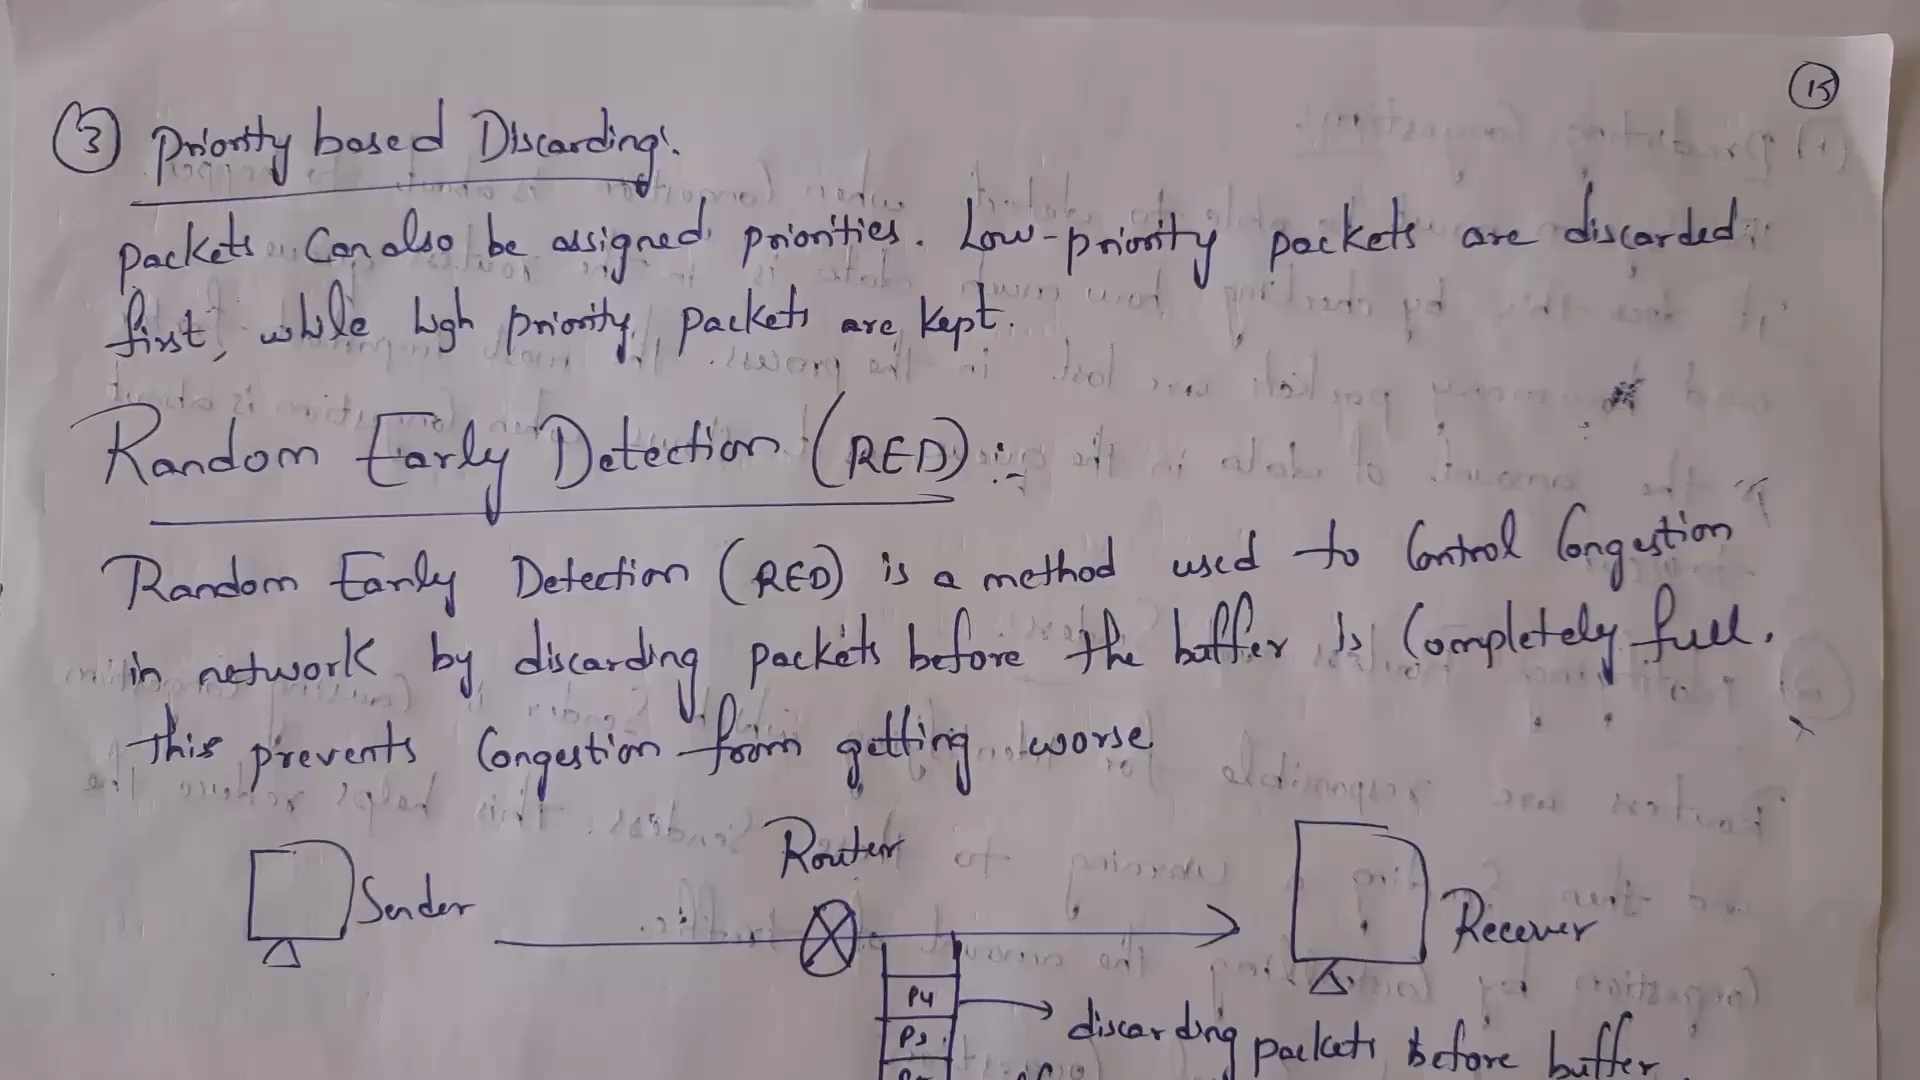 15
3 Priority based Discarding:
packets Can also be assigned priorities. Low-priority packets are discarded
first, while high priority packets are kept.
Random Early Detection (RED) :-
Random Early Detection (RED) is a method used to Control Congestion
in network by discarding packets before the buffer is Completely full.
this prevents Congestion from getting worse
Router
Sender
Receiver
P4
discarding packets before buffer
P3